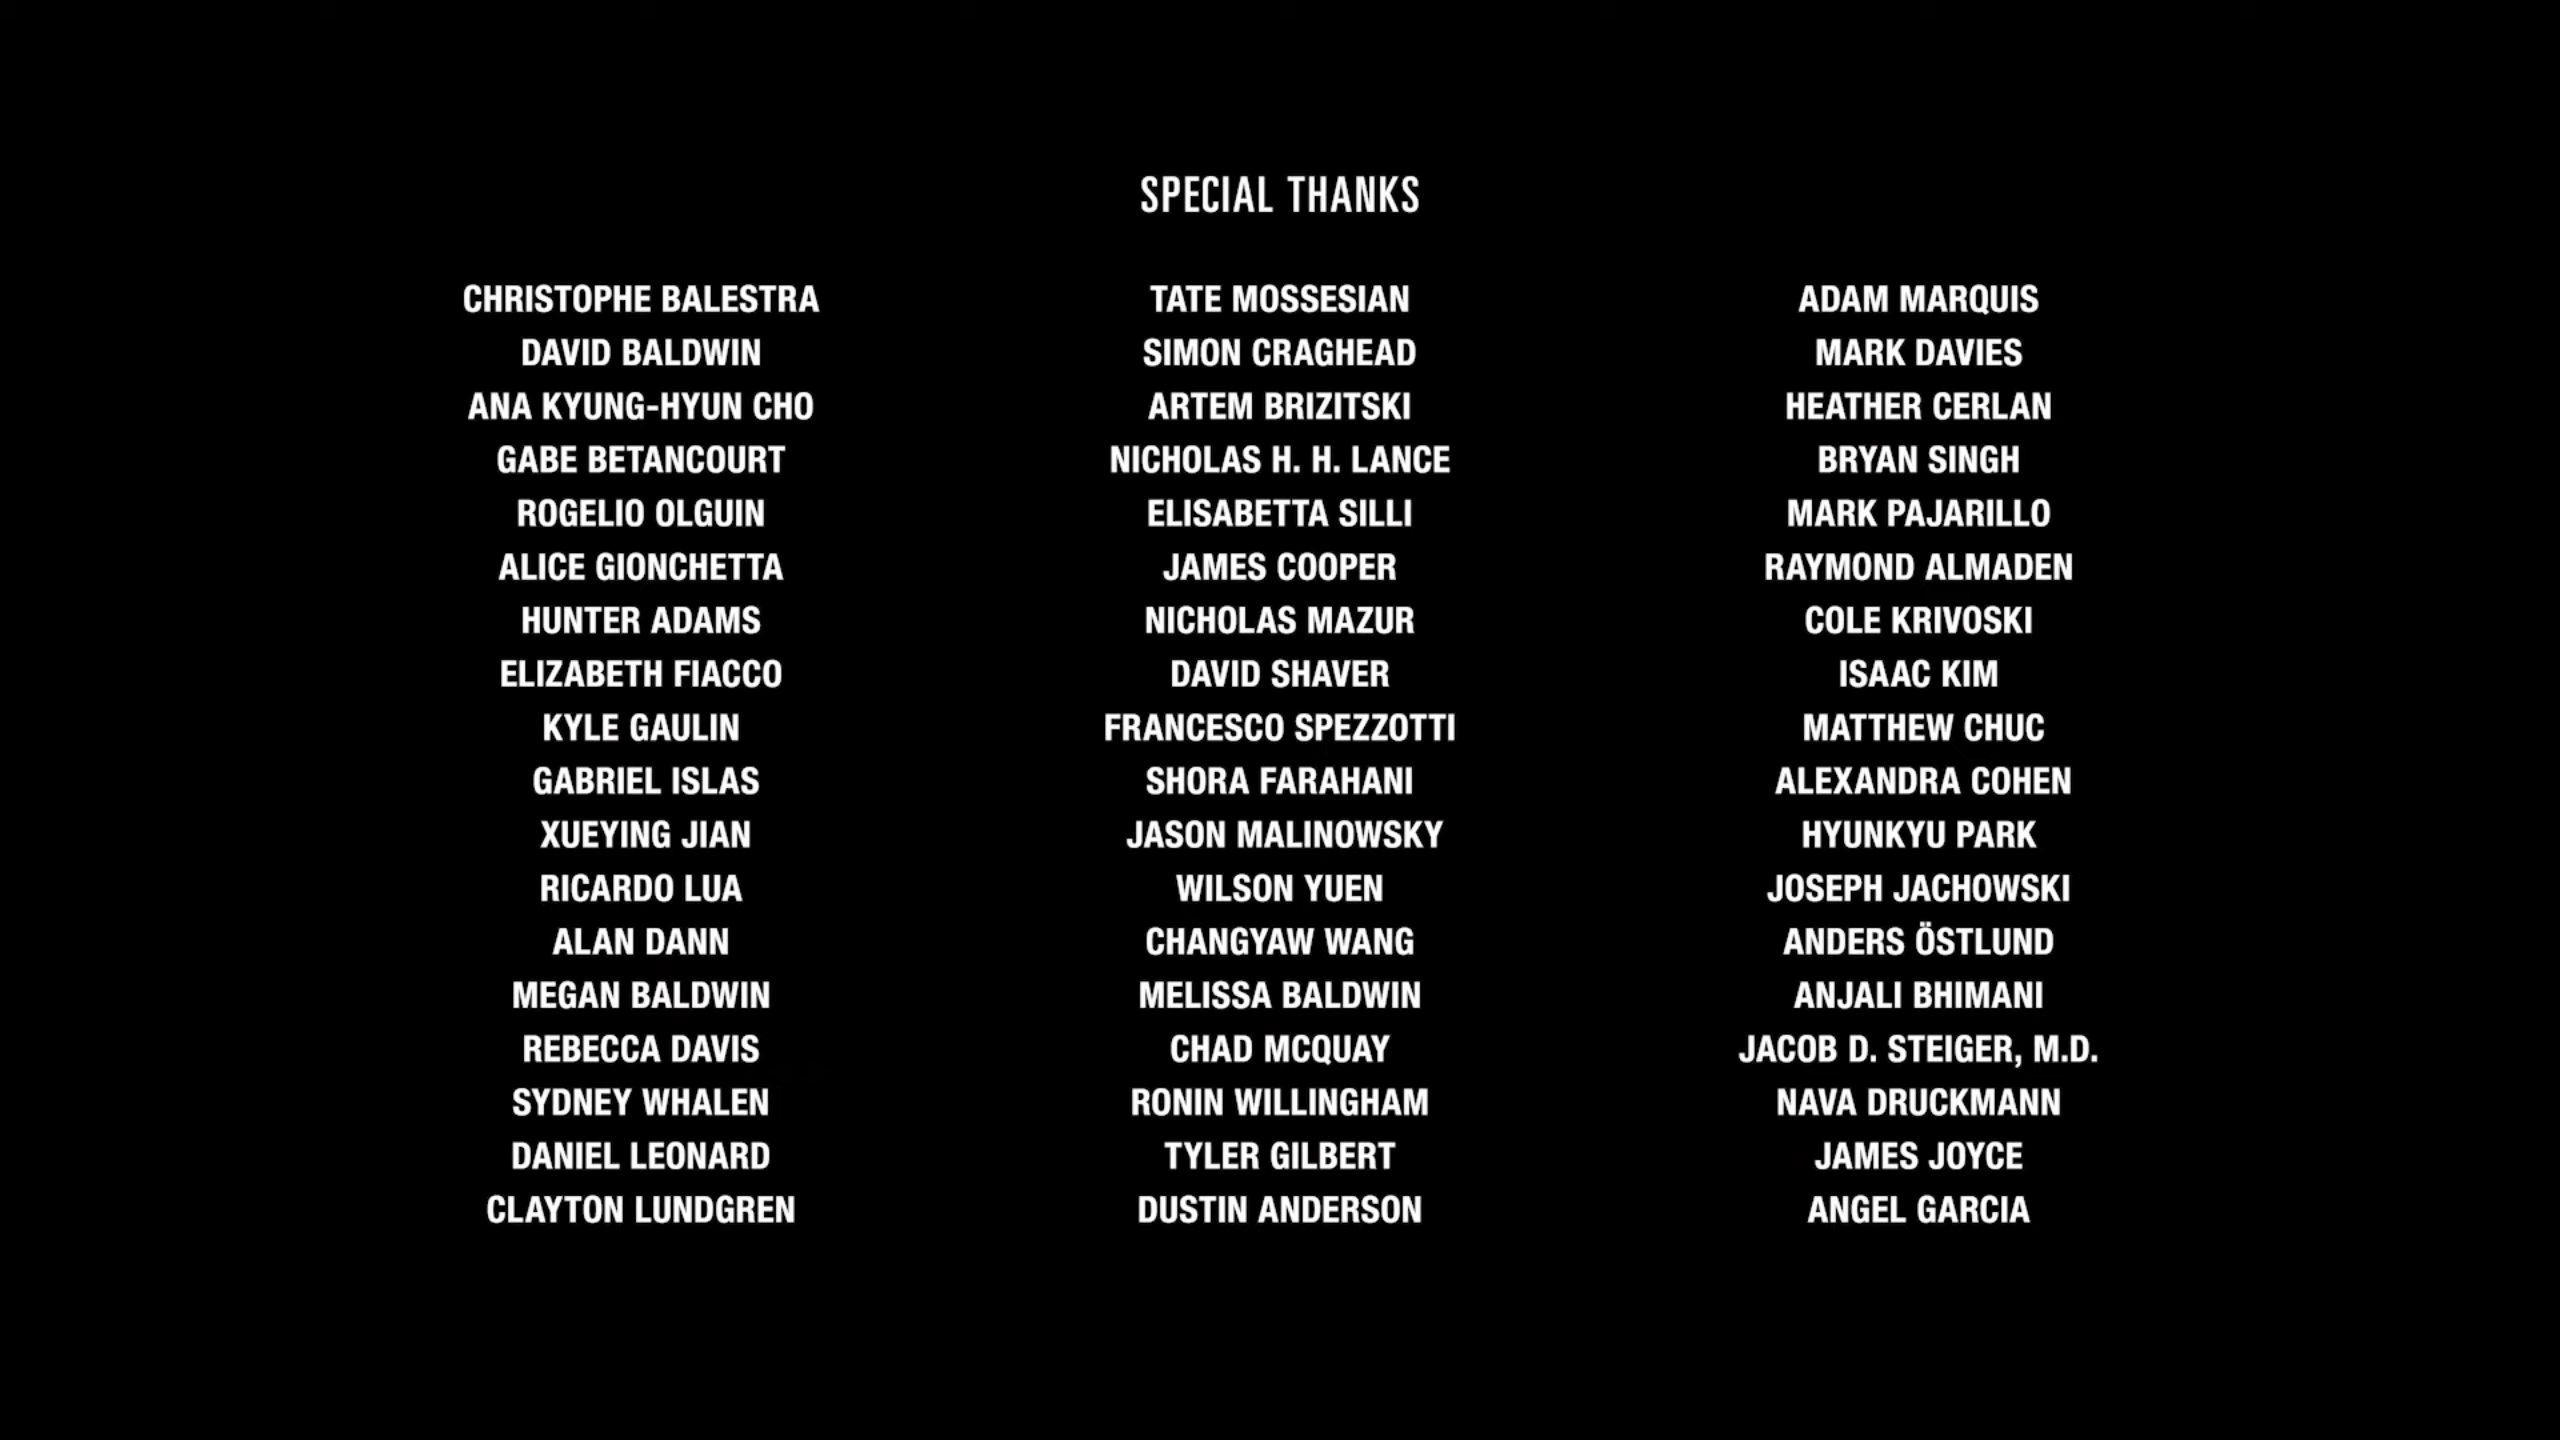 SPECIAL THANKS
CHRISTOPHE BALESTRA
DAVID BALDWIN
ANA KYUNG-HYUN CHO
GABE BETANCOURT
ROGELIO OLGUIN
ALICE GIONCHETTA
HUNTER ADAMS
ELIZABETH FIACCO
KYLE GAULIN
GABRIEL ISLAS
XUEYING JIAN
RICARDO LUA
ALAN DANN
MEGAN BALDWIN
REBECCA DAVIS
SYDNEY WHALEN
DANIEL LEONARD
CLAYTON LUNDGREN
TATE MOSSESIAN
SIMON CRAGHEAD
ARTEM BRIZITSKI
NICHOLAS H. H. LANCE
ELISABETTA SILLI
JAMES COOPER
NICHOLAS MAZUR
DAVID SHAVER
FRANCESCO SPEZZOTTI
SHORA FARAHANI
JASON MALINOWSKY
WILSON YUEN
CHANGYAW WANG
MELISSA BALDWIN
CHAD MCQUAY
RONIN WILLINGHAM
TYLER GILBERT
DUSTIN ANDERSON
ADAM MARQUIS
MARK DAVIES
HEATHER CERLAN
BRYAN SINGH
MARK PAJARILLO
RAYMOND ALMADEN
COLE KRIVOSKI
ISAAC KIM
MATTHEW CHUC
ALEXANDRA COHEN
HYUNKYU PARK
JOSEPH JACHOWSKI
ANDERS ÖSTLUND
ANJALI BHIMANI
JACOB D. STEIGER, M.D.
NAVA DRUCKMANN
JAMES JOYCE
ANGEL GARCIA